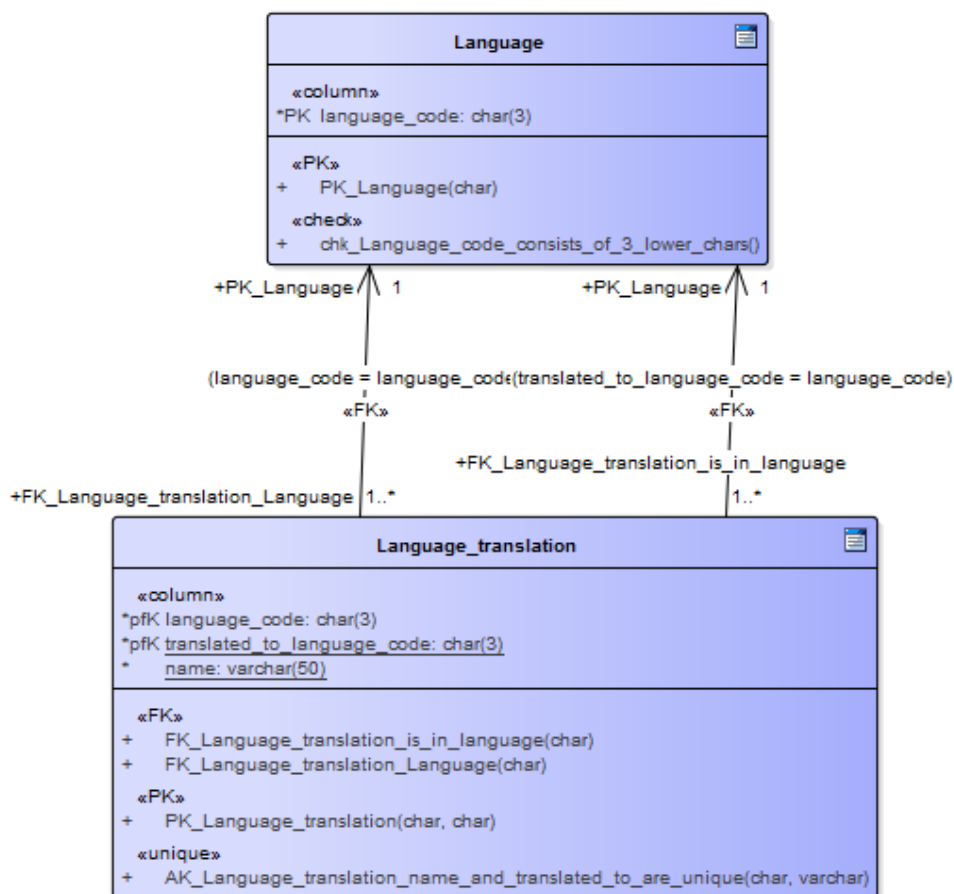 Language
«column»
*PK language_code: char(3)
«PK»
+ PK_Language(char)
«check»
+ chk_Language_code_consists_of_3_lower_chars()
+PK_Language 1
+PK_Language 1
(language_code = language_code
(translated_to_language_code = language_code)
«FK»
«FK»
+FK_Language_translation_is_in_language
+FK_Language_translation_Language 1..*
1..*
Language_translation
«column»
*pfK language_code: char(3)
*pfK translated_to_language_code: char(3)
* name: varchar(50)
«FK»
+ FK_Language_translation_is_in_language(char)
+ FK_Language_translation_Language(char)
«PK»
+ PK_Language_translation(char, char)
«unique»
+ AK_Language_translation_name_and_translated_to_are_unique(char, varchar)